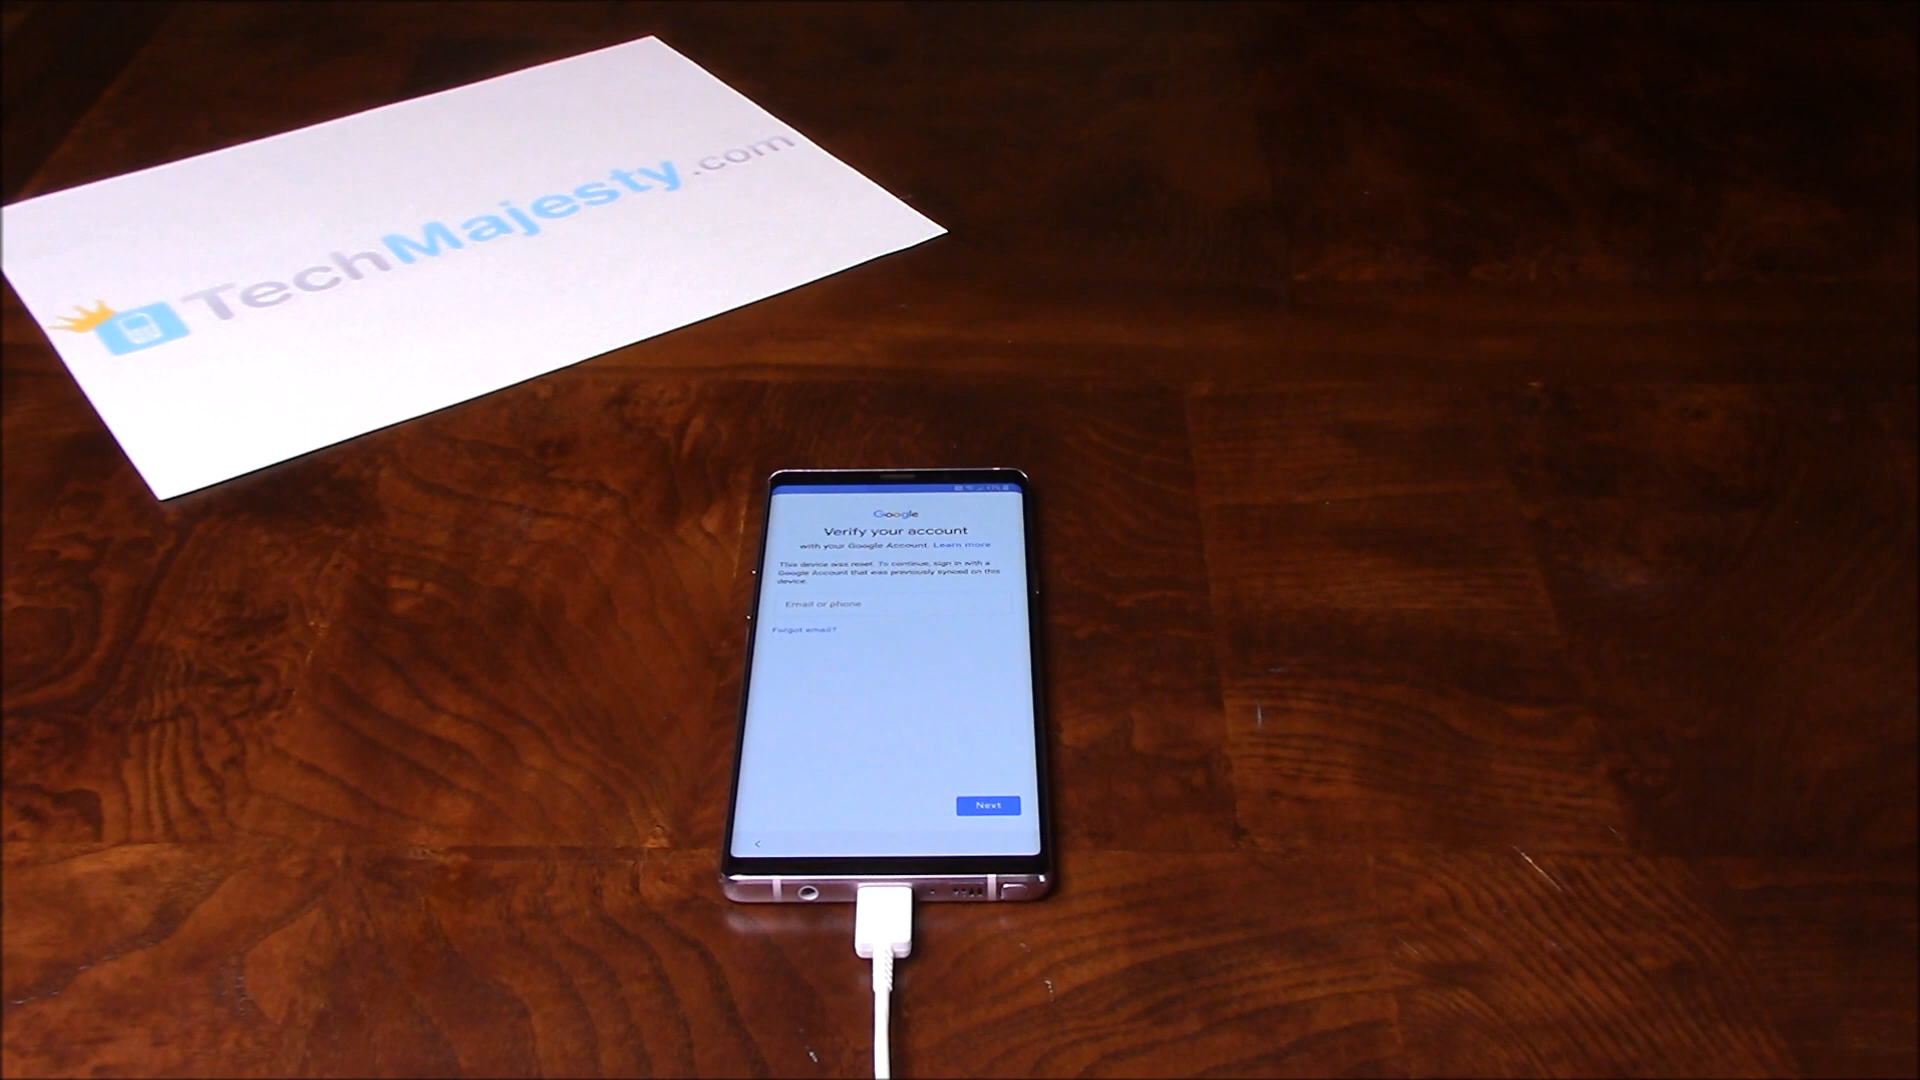 TechMajesty.com
Google
Verify your account
with your Google Account. Learn more
This device was reset. To continue, sign in with a
Google Account that was previously synced on this
device.
Email or phone
Forgot email?
Next